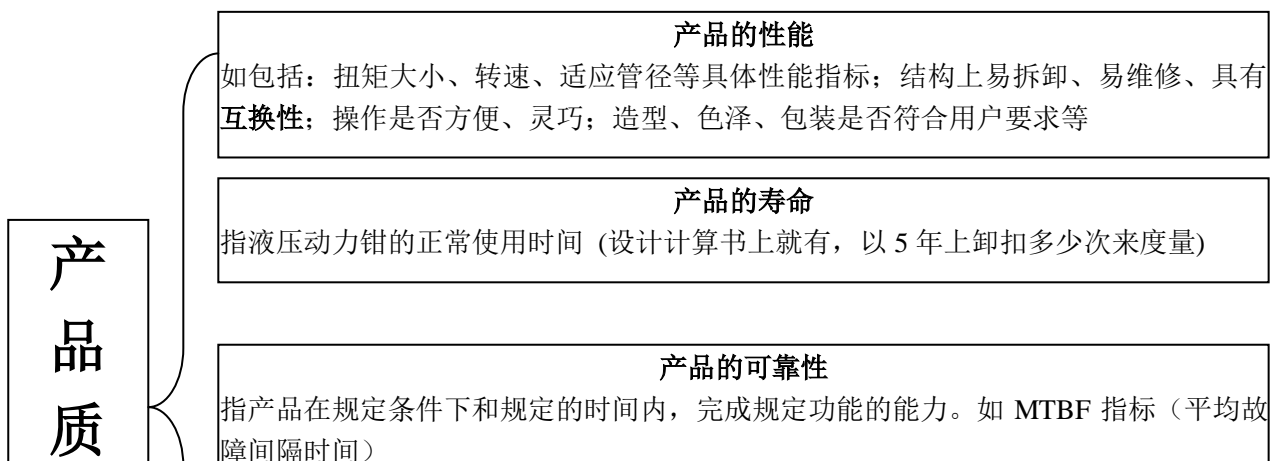 产品的性能
如包括：扭矩大小、转速、适应管径等具体性能指标；结构上易拆卸、易维修、具有
互换性；操作是否方便、灵巧；造型、色泽、包装是否符合用户要求等
产品的寿命
指液压动力钳的正常使用时间 (设计计算书上就有，以 5 年上卸扣多少次来度量)
产品的可靠性
指产品在规定条件下和规定的时间内，完成规定功能的能力。如 MTBF 指标（平均故
障间隔时间）
产
品
质